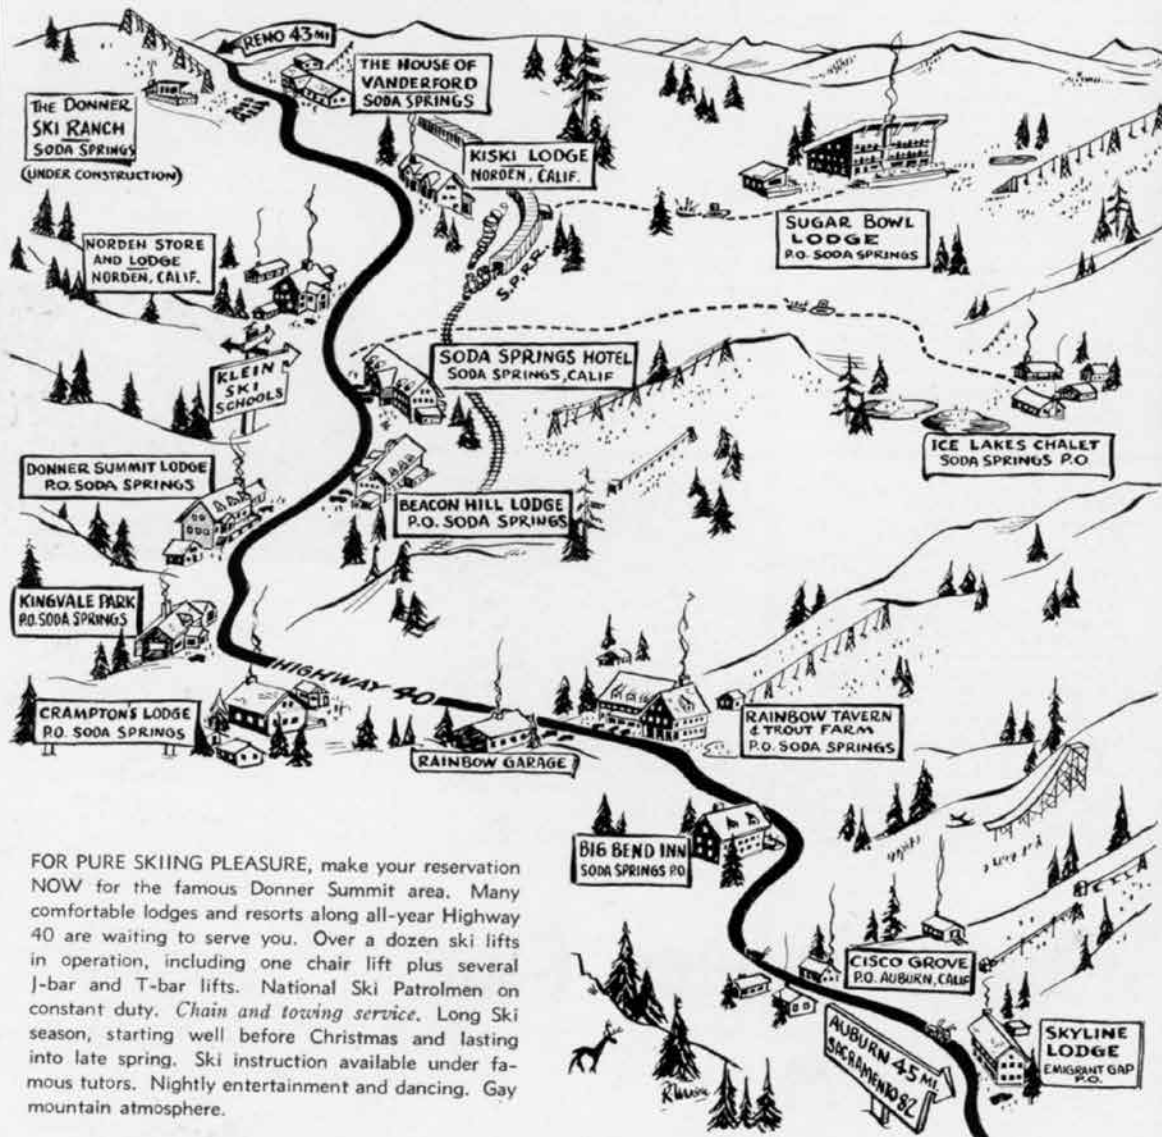 RENO 43 MI
THE HOUSE OF
VANDERFORD
SODA SPRINGS
THE DONNER
SKI RANCH
SODA SPRINGS
(UNDER CONSTRUCTION)
KISKI LODGE
NORDEN, CALIF.
SUGAR BOWL
LODGE
P.O. SODA SPRINGS
NORDEN STORE
AND LODGE
NORDEN, CALIF.
S.P.R.R.
KLEIN
SKI
SCHOOLS
SODA SPRINGS HOTEL
SODA SPRINGS, CALIF
ICE LAKES CHALET
SODA SPRINGS P.O
DONNER SUMMIT LODGE
P.O. SODA SPRINGS
BEACON HILL LODGE
P.O. SODA SPRINGS
KINGVALE PARK
P.O. SODA SPRINGS
HIGHWAY 40
CRAMPTON'S LODGE
P.O. SODA SPRINGS
RAINBOW GARAGE
RAINBOW TAVERN
& TROUT FARM
P.O. SODA SPRINGS
BIG BEND INN
SODA SPRINGS P.O
CISCO GROVE
P.O. AUBURN, CALIF
AUBURN 45 MI.
SACRAMENTO 82
SKYLINE
LODGE
EMIGRANT GAP
P.O.
FOR PURE SKIING PLEASURE, make your reservation
NOW for the famous Donner Summit area. Many
comfortable lodges and resorts along all-year Highway
40 are waiting to serve you. Over a dozen ski lifts
in operation, including one chair lift plus several
J-bar and T-bar lifts. National Ski Patrolmen on
constant duty. Chain and towing service. Long Ski
season, starting well before Christmas and lasting
into late spring. Ski instruction available under fa-
mous tutors. Nightly entertainment and dancing. Gay
mountain atmosphere.